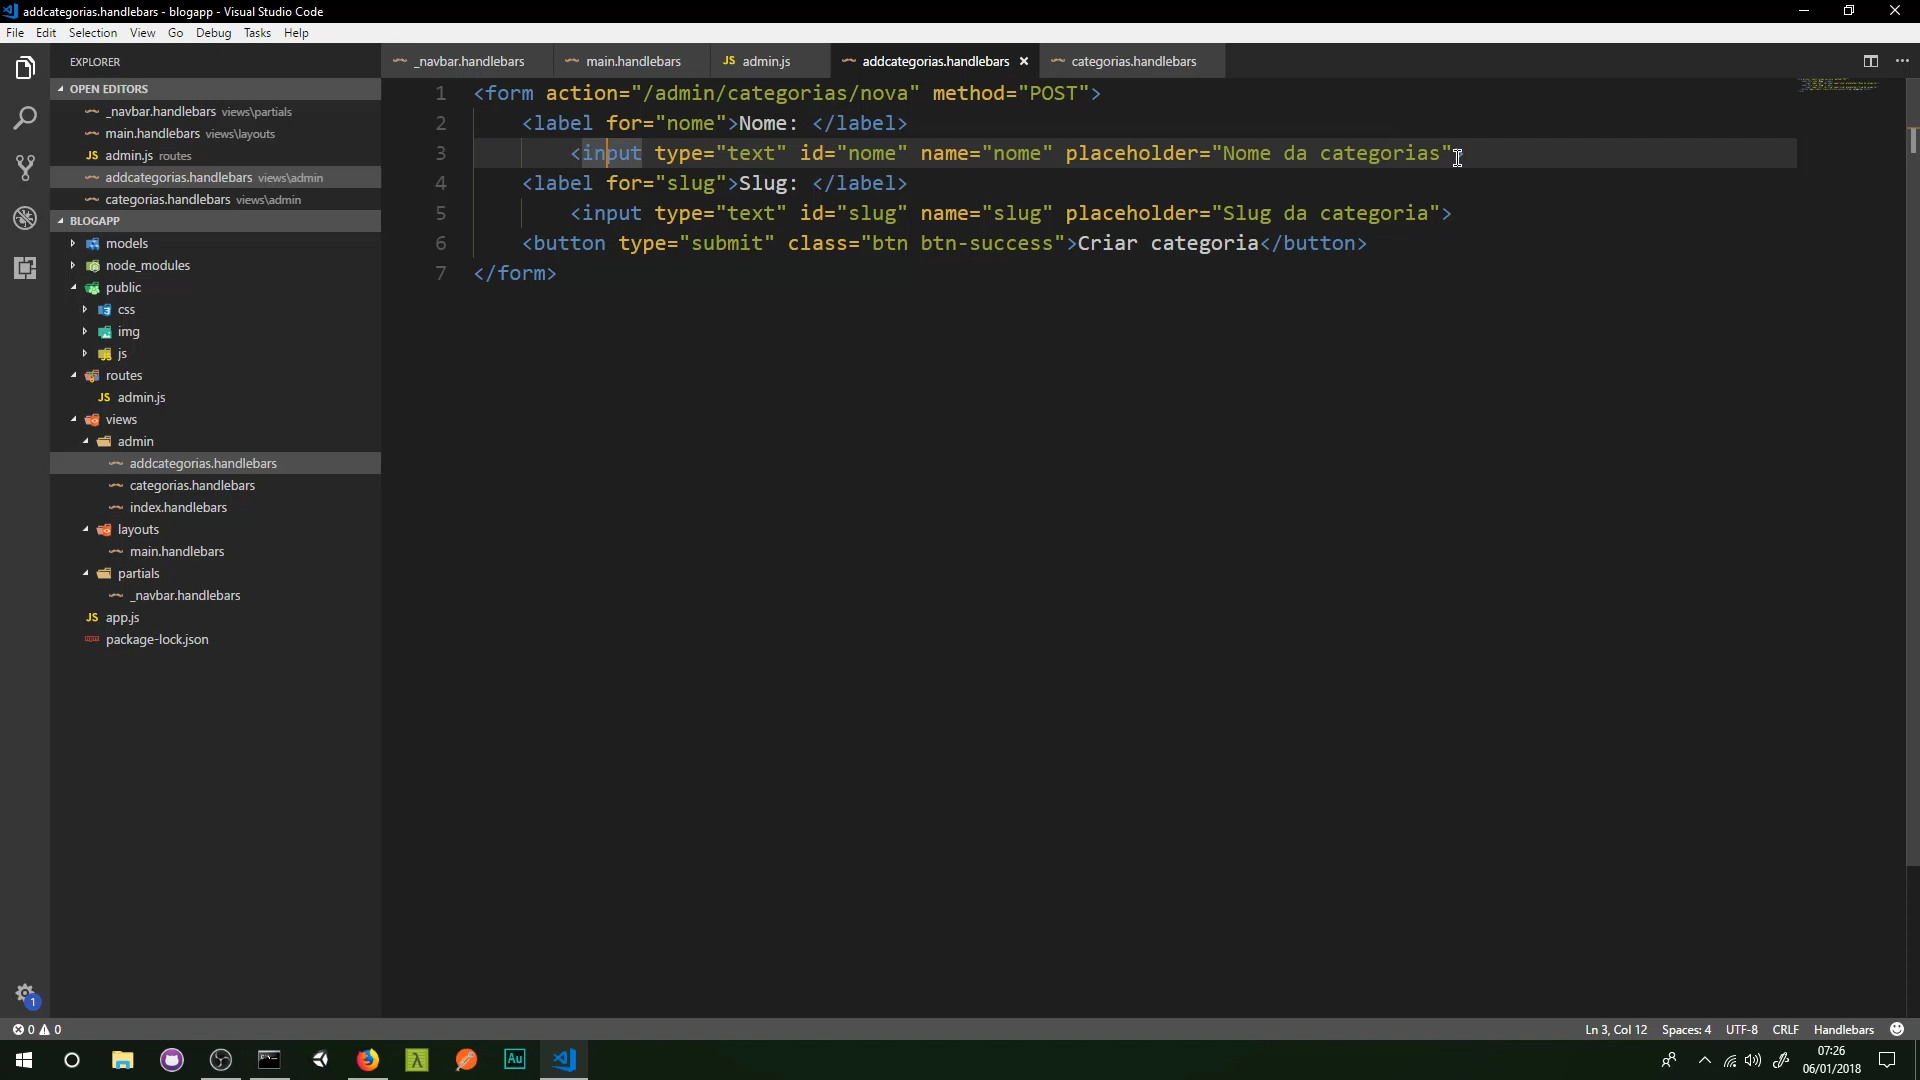 addcategorias.handlebars - blogapp - Visual Studio Code
File Edit Selection View Go Debug Tasks Help
EXPLORER
OPEN EDITORS
_navbar.handlebars views\partials
main.handlebars views\layouts
JS admin.js routes
addcategorias.handlebars views\admin
categorias.handlebars views\admin
BLOGAPP
models
node_modules
public
css
img
js
routes
JS admin.js
views
admin
addcategorias.handlebars
categorias.handlebars
index.handlebars
layouts
main.handlebars
partials
_navbar.handlebars
JS app.js
package-lock.json
_navbar.handlebars main.handlebars JS admin.js addcategorias.handlebars × categorias.handlebars
1 <form action="/admin/categorias/nova" method="POST">
2 <label for="nome">Nome: </label>
3 <input type="text" id="nome" name="nome" placeholder="Nome da categorias"
4 <label for="slug">Slug: </label>
5 <input type="text" id="slug" name="slug" placeholder="Slug da categoria">
6 <button type="submit" class="btn btn-success">Criar categoria</button>
7 </form>
1
0 0 Ln 3, Col 12 Spaces: 4 UTF-8 CRLF Handlebars
Au
07:26
06/01/2018